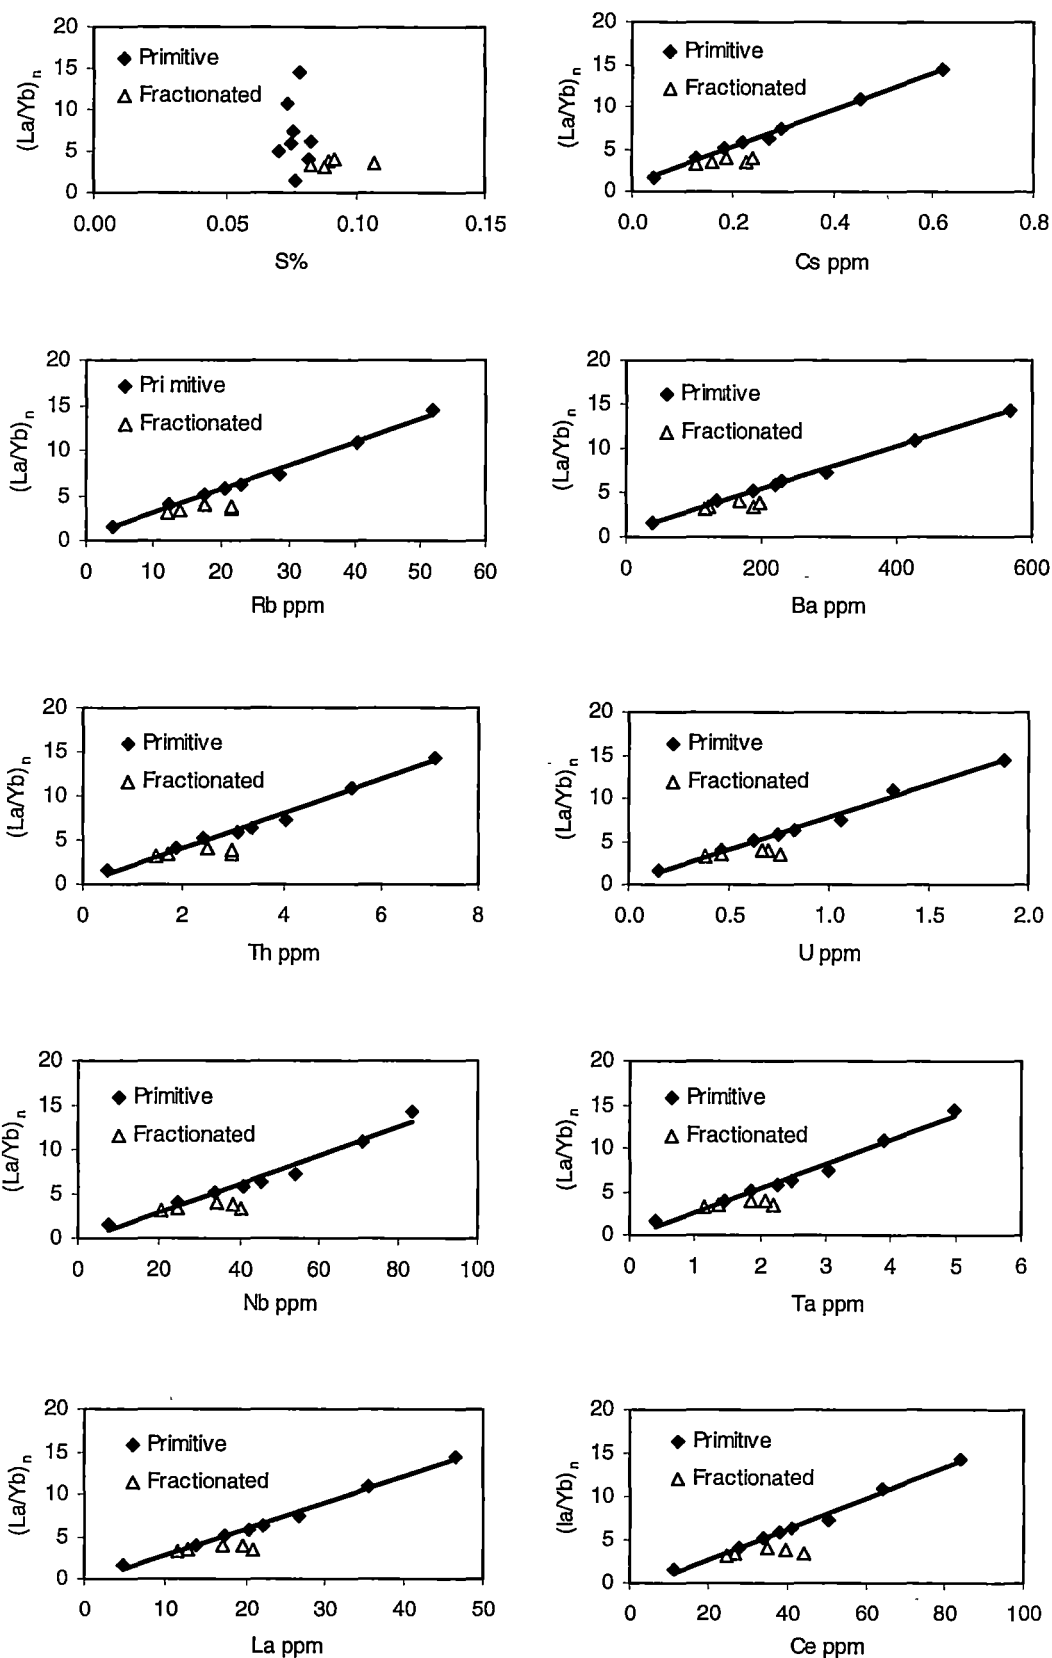 20
15
10
5
0
(La/Yb)n
Primitive
Fractionated
0.00 0.05 0.10 0.15
S%
20
15
10
5
0
(La/Yb)n
Primitive
Fractionated
0.0 0.2 0.4 0.6 0.8
Cs ppm
20
15
10
5
0
(La/Yb)n
Pri mitive
Fractionated
0 10 20 30 40 50 60
Rb ppm
20
15
10
5
0
(La/Yb)n
Primitive
Fractionated
0 200 400 600
Ba ppm
20
15
10
5
0
(La/Yb)n
Primitive
Fractionated
0 2 4 6 8
Th ppm
20
15
10
5
0
(La/Yb)n
Primitve
Fractionated
0.0 0.5 1.0 1.5 2.0
U ppm
20
15
10
5
0
(La/Yb)n
Primitive
Fractionated
0 20 40 60 80 100
Nb ppm
20
15
10
5
0
(La/Yb)n
Primitive
Fractionated
0 1 2 3 4 5 6
Ta ppm
20
15
10
5
0
(La/Yb)n
Primitive
Fractionated
0 10 20 30 40 50
La ppm
20
15
10
5
0
(la/Yb)n
Primitive
Fractionated
0 20 40 60 80 100
Ce ppm